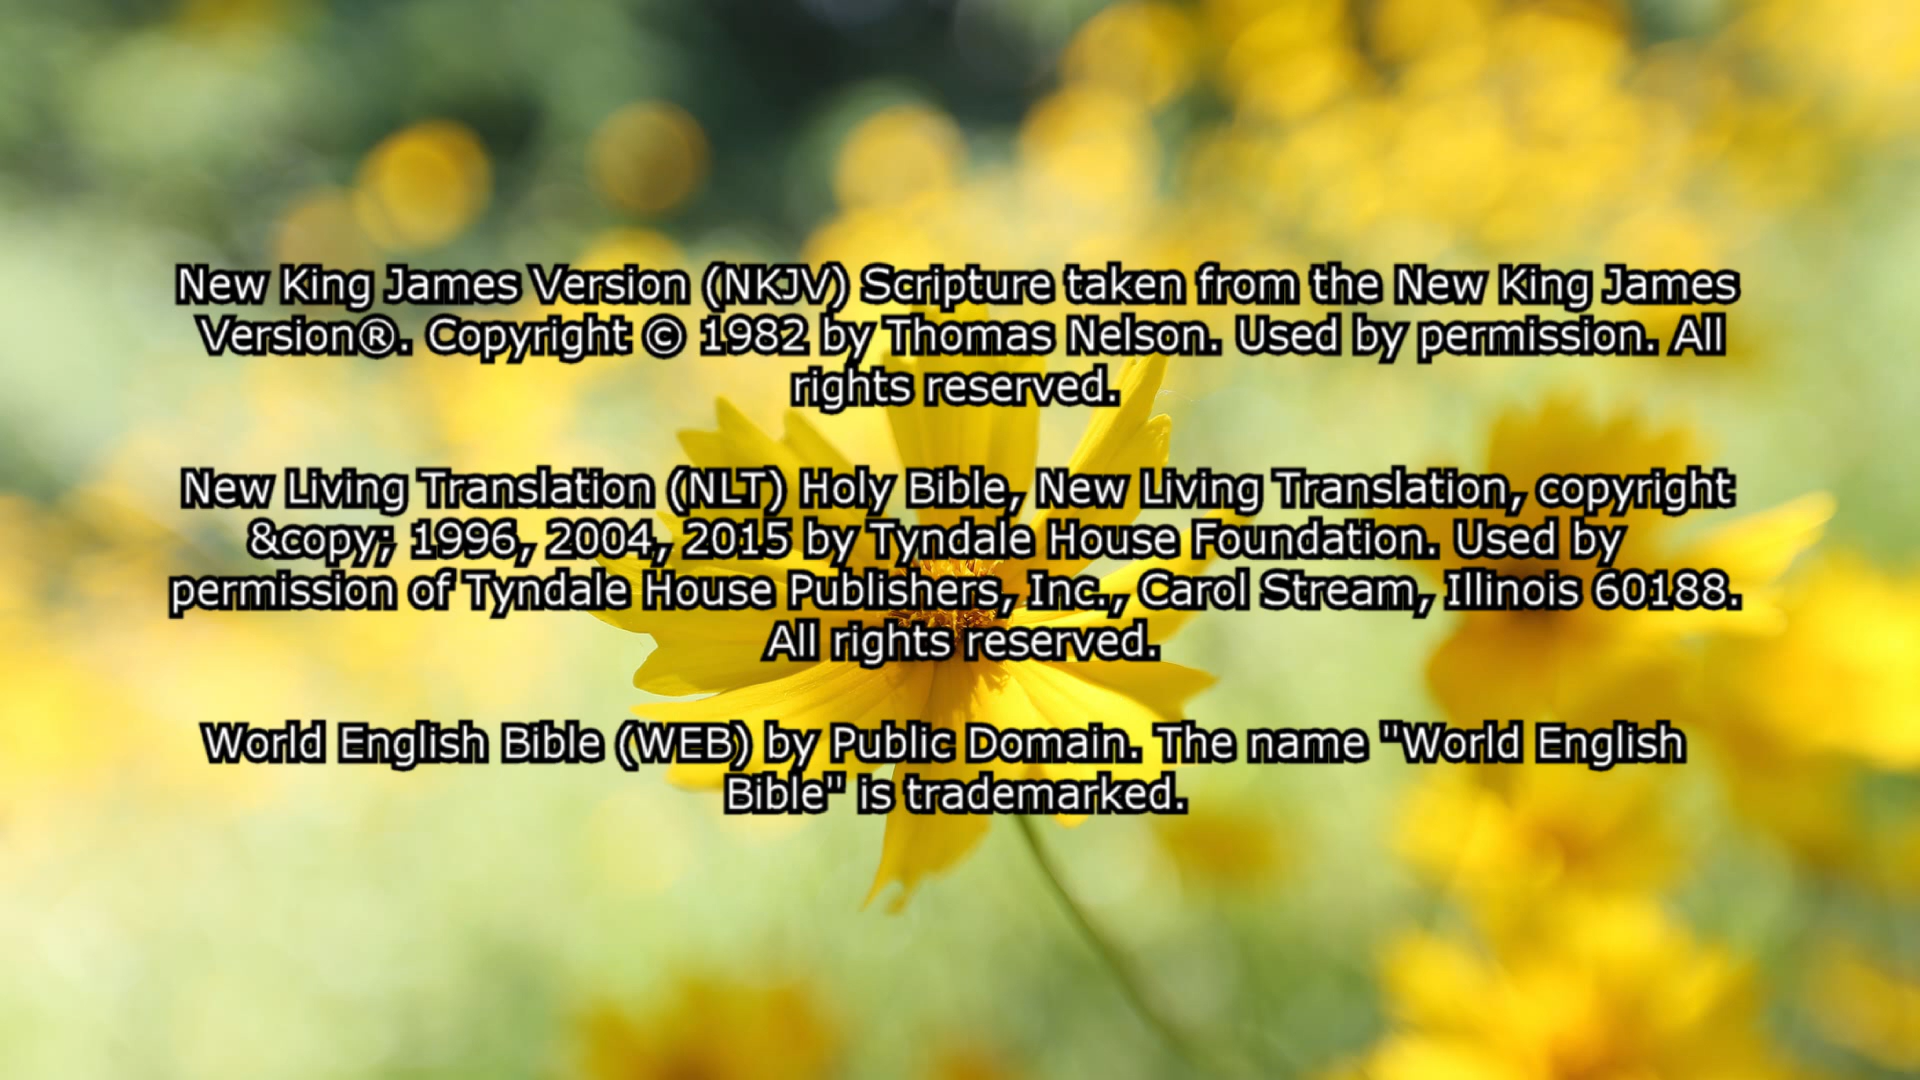 New King James Version (NKJV) Scripture taken from the New King James
Version®. Copyright © 1982 by Thomas Nelson. Used by permission. All
rights reserved.
New Living Translation (NLT) Holy Bible, New Living Translation, copyright
&copy; 1996, 2004, 2015 by Tyndale House Foundation. Used by
permission of Tyndale House Publishers, Inc., Carol Stream, Illinois 60188.
All rights reserved.
World English Bible (WEB) by Public Domain. The name "World English
Bible" is trademarked.